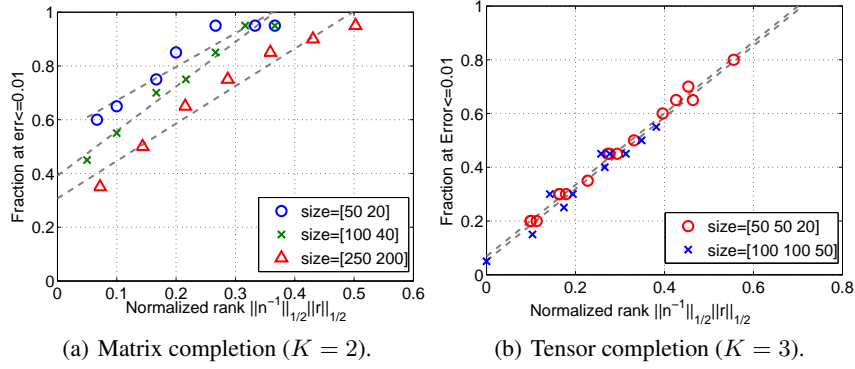 1
0.8
0.6
0.4
0.2
0
Fraction at err<=0.01
0
0.1
0.2
0.3
0.4
0.5
0.6
Normalized rank ||n⁻¹||₁/₂||r||₁/₂
size=[50 20]
size=[100 40]
size=[250 200]
(a) Matrix completion (K = 2).
1
0.8
0.6
0.4
0.2
0
Fraction at Error<=0.01
0
0.2
0.4
0.6
0.8
Normalized rank ||n⁻¹||₁/₂||r||₁/₂
size=[50 50 20]
size=[100 100 50]
(b) Tensor completion (K = 3).